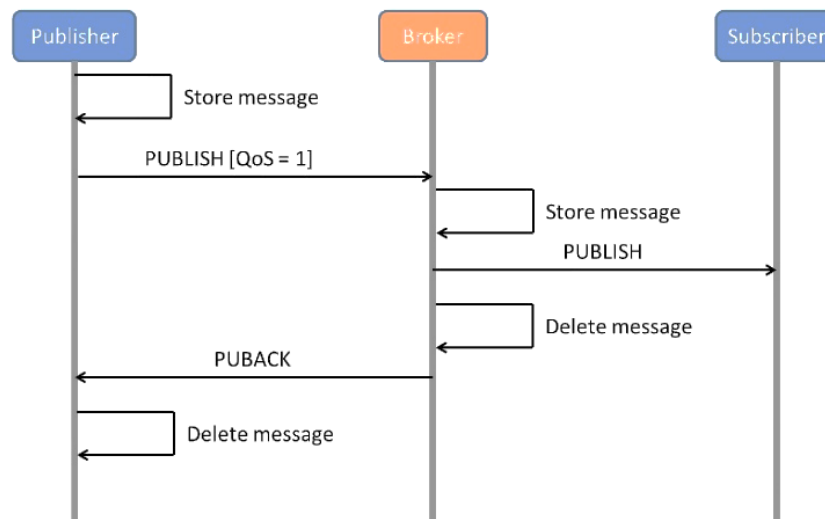 Publisher
Broker
Subscriber
Store message
PUBLISH [QoS = 1]
Store message
PUBLISH
Delete message
PUBACK
Delete message